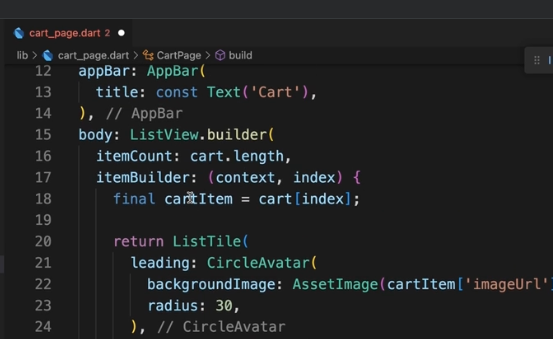 cart_page.dart 2
lib > cart_page.dart > CartPage > build
12 appBar: AppBar(
13 title: const Text('Cart'),
14 ), // AppBar
15 body: ListView.builder(
16 itemCount: cart.length,
17 itemBuilder: (context, index) {
18 final cartItem = cart[index];
19
20 return ListTile(
21 leading: CircleAvatar(
22 backgroundImage: AssetImage(cartItem['imageUrl']
23 radius: 30,
24 ), // CircleAvatar